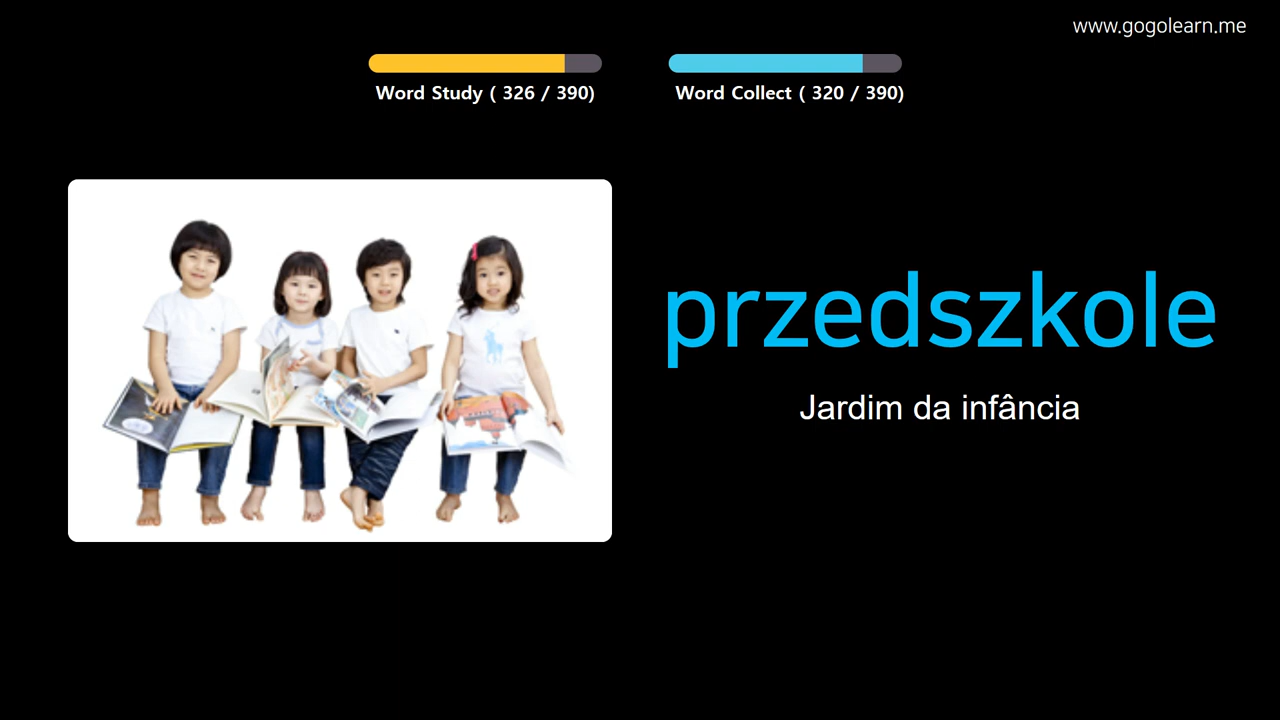 www.gogolearn.me
Word Study ( 326 / 390)
Word Collect ( 320 / 390)
przedszkole
Jardim da infância